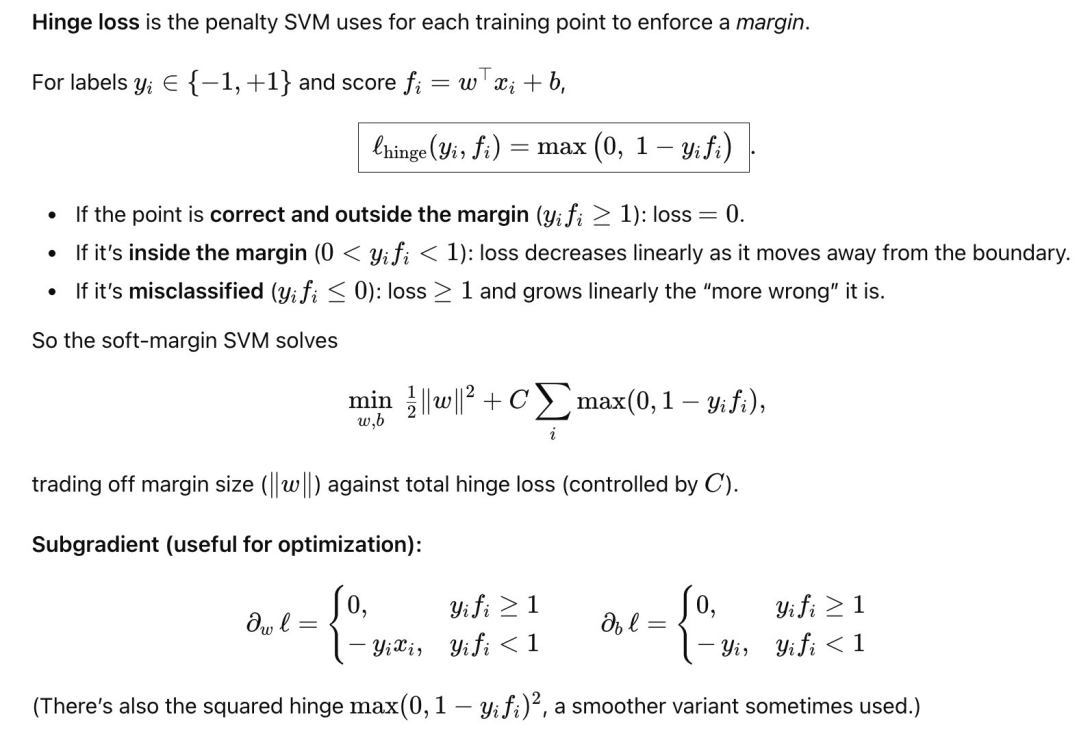 Hinge loss is the penalty SVM uses for each training point to enforce a margin.
For labels yᵢ ∈ {−1, +1} and score fᵢ = w⊤xᵢ + b,
ℓhinge(yᵢ, fᵢ) = max (0, 1 − yᵢfᵢ) .
• If the point is correct and outside the margin (yᵢfᵢ ≥ 1): loss = 0.
• If it's inside the margin (0 < yᵢfᵢ < 1): loss decreases linearly as it moves away from the boundary.
• If it's misclassified (yᵢfᵢ ≤ 0): loss ≥ 1 and grows linearly the “more wrong” it is.
So the soft-margin SVM solves
min w,b ½‖w‖² + C ∑ᵢ max(0, 1 − yᵢfᵢ),
trading off margin size (‖w‖) against total hinge loss (controlled by C).
Subgradient (useful for optimization):
∂w ℓ = { 0, yᵢfᵢ ≥ 1 ; −yᵢxᵢ, yᵢfᵢ < 1 ∂b ℓ = { 0, yᵢfᵢ ≥ 1 ; −yᵢ, yᵢfᵢ < 1
(There's also the squared hinge max(0, 1 − yᵢfᵢ)², a smoother variant sometimes used.)